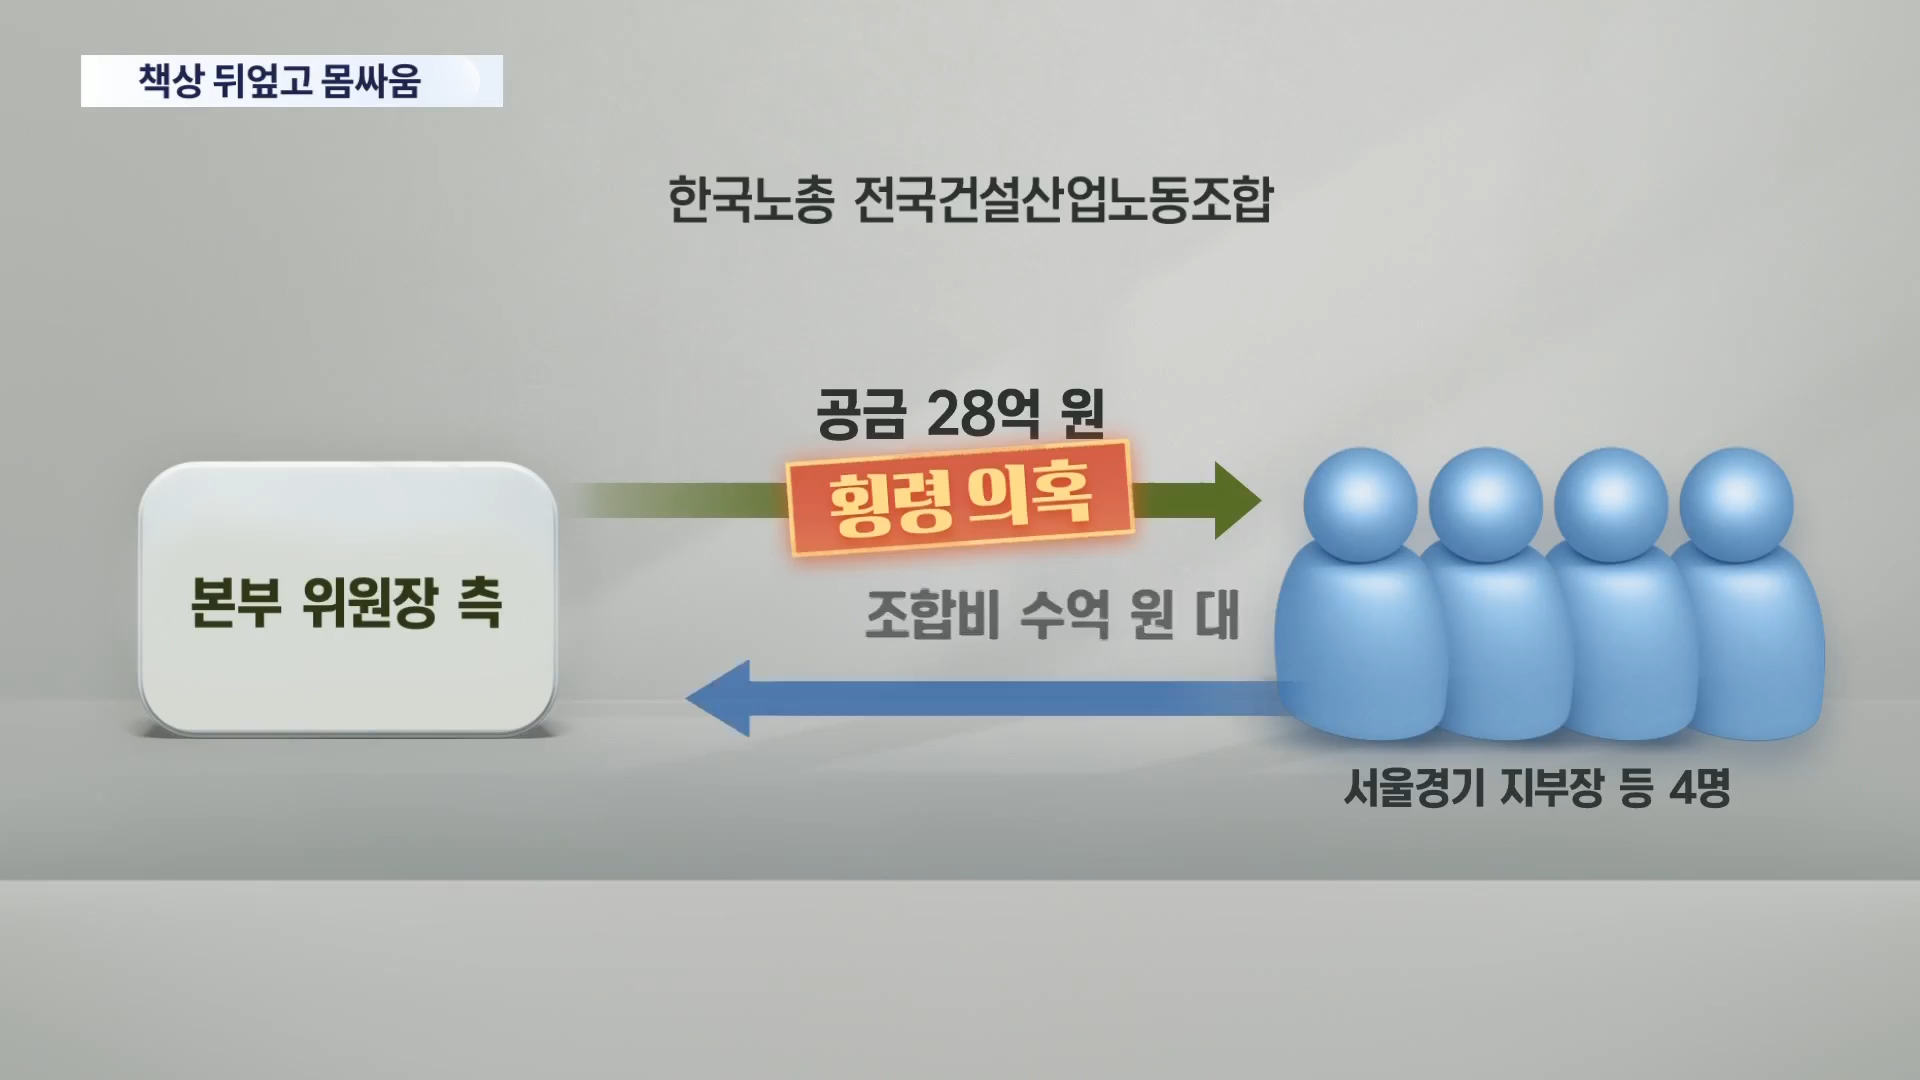 책상 뒤엎고 몸싸움
한국노총 전국건설산업노동조합
공금 28억 원
횡령 의혹
본부 위원장 측
조합비 수억 원 대
서울경기 지부장 등 4명